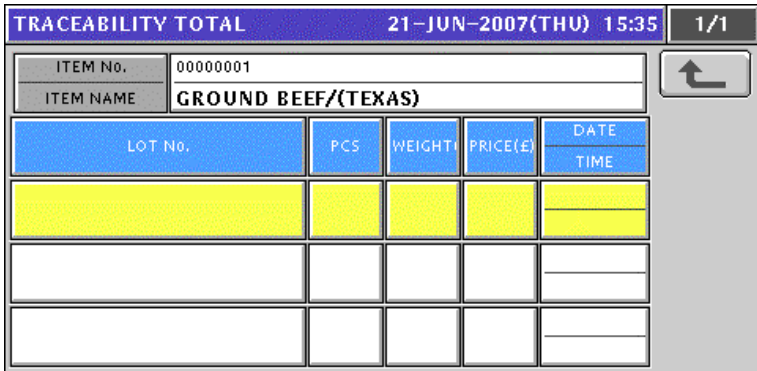 TRACEABILITY TOTAL 21-JUN-2007(THU) 15:35 1/1
ITEM No. 00000001
ITEM NAME GROUND BEEF/(TEXAS)
LOT No. PCS WEIGHT( PRICE(£) DATE
TIME